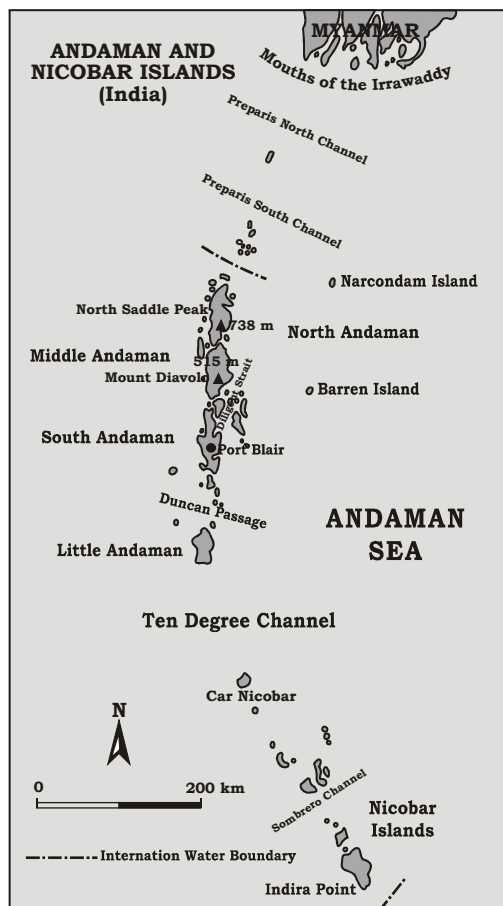 MYANMAR
Mouths of the Irrawaddy
ANDAMAN AND
NICOBAR ISLANDS
(India)
Preparis North Channel
Preparis South Channel
Narcondam Island
North Saddle Peak
738 m
North Andaman
Middle Andaman
515 m
Mount Diavolo
Diligent Strait
Barren Island
South Andaman
Port Blair
Duncan Passage
ANDAMAN
SEA
Little Andaman
Ten Degree Channel
Car Nicobar
N
0
200 km
Sombrero Channel
Nicobar
Islands
Internation Water Boundary
Indira Point